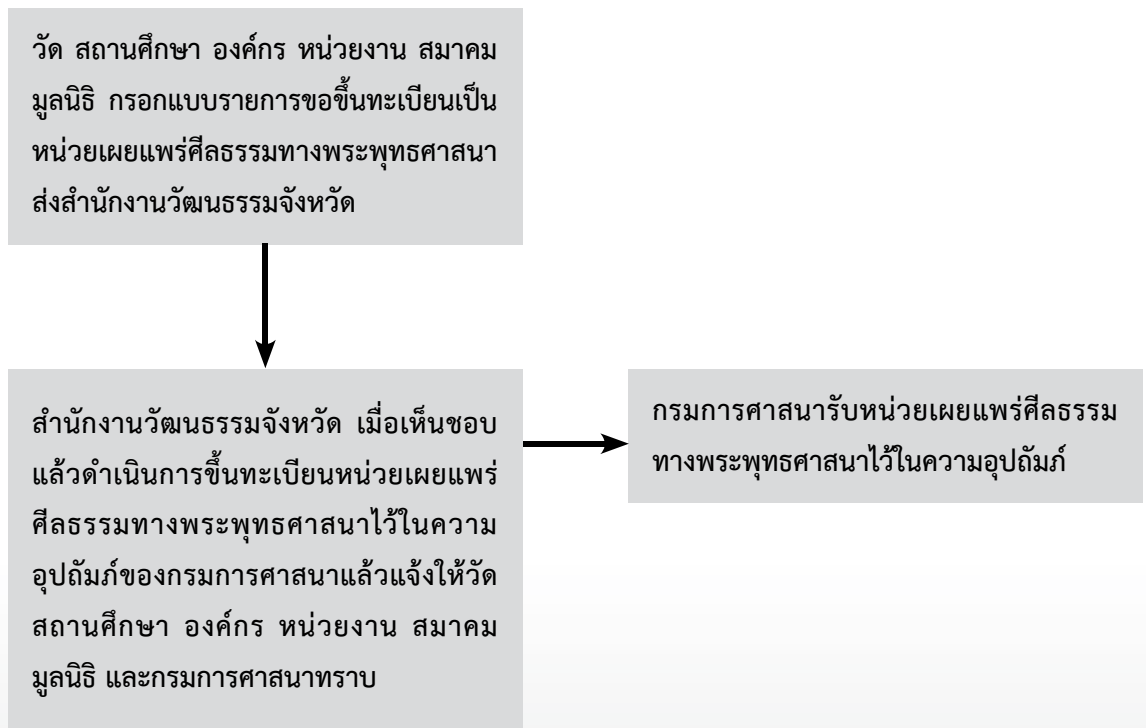 วัด สถานศึกษา องค์กร หน่วยงาน สมาคม
มูลนิธิ กรอกแบบรายการขอขึ้นทะเบียนเป็น
หน่วยเผยแพร่ศีลธรรมทางพระพุทธศาสนา
ส่งสำนักงานวัฒนธรรมจังหวัด
สำนักงานวัฒนธรรมจังหวัด เมื่อเห็นชอบ
แล้วดำเนินการขึ้นทะเบียนหน่วยเผยแพร่
ศีลธรรมทางพระพุทธศาสนาไว้ในความ
อุปถัมภ์ของกรมการศาสนาแล้วแจ้งให้วัด
สถานศึกษา องค์กร หน่วยงาน สมาคม
มูลนิธิ และกรมการศาสนาทราบ
กรมการศาสนารับหน่วยเผยแพร่ศีลธรรม
ทางพระพุทธศาสนาไว้ในความอุปถัมภ์